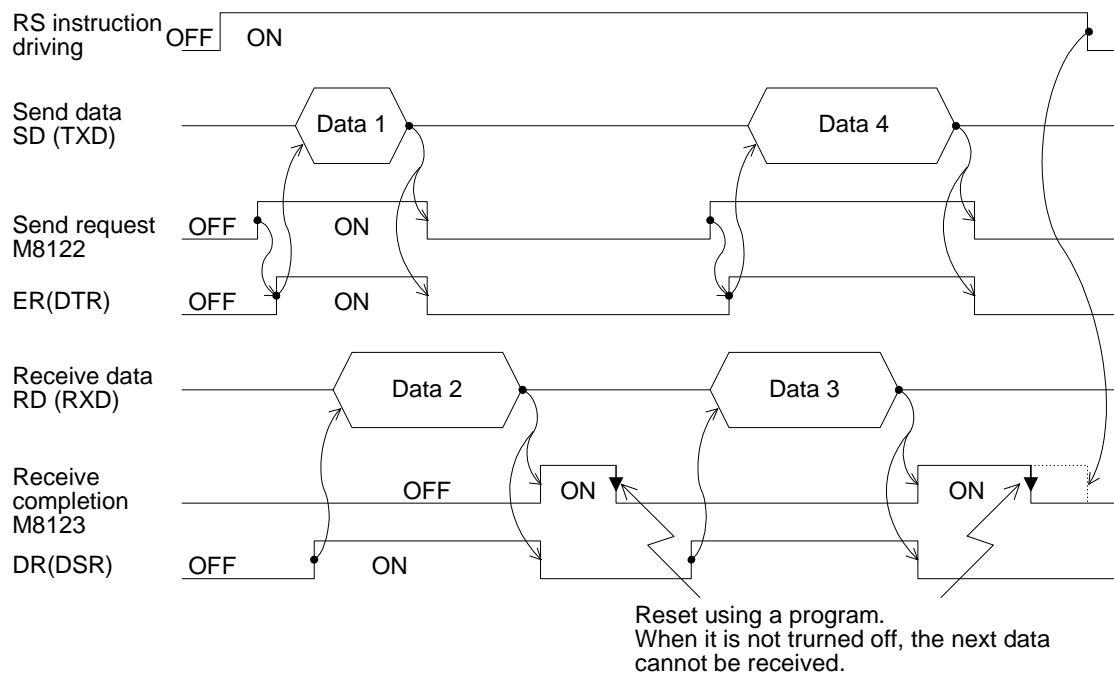 RS instruction
driving
OFF
ON
Send data
SD (TXD)
Data 1
Data 4
Send request
M8122
OFF
ON
ER(DTR)
OFF
ON
Receive data
RD (RXD)
Data 2
Data 3
Receive
completion
M8123
OFF
ON
ON
DR(DSR)
OFF
ON
Reset using a program.
When it is not trurned off, the next data
cannot be received.